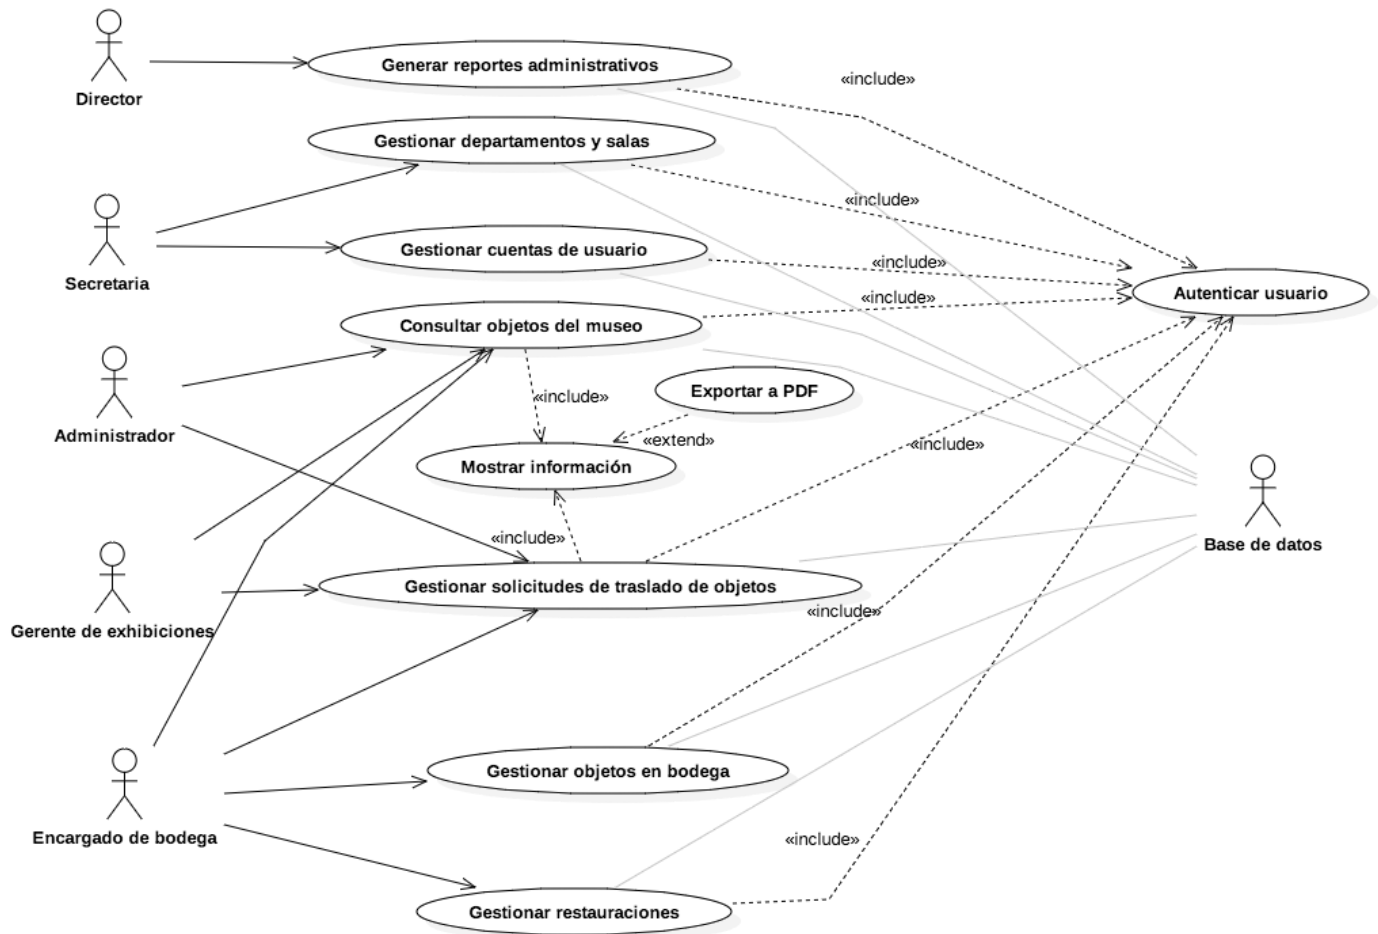 Generar reportes administrativos
«include»
Director
Gestionar departamentos y salas
«include»
Gestionar cuentas de usuario
«include»
Secretaria
Autenticar usuario
«include»
Consultar objetos del museo
Exportar a PDF
«include»
Administrador
«extend»
«include»
Mostrar información
«include»
Base de datos
Gestionar solicitudes de traslado de objetos
«include»
Gerente de exhibiciones
Gestionar objetos en bodega
Encargado de bodega
«include»
Gestionar restauraciones